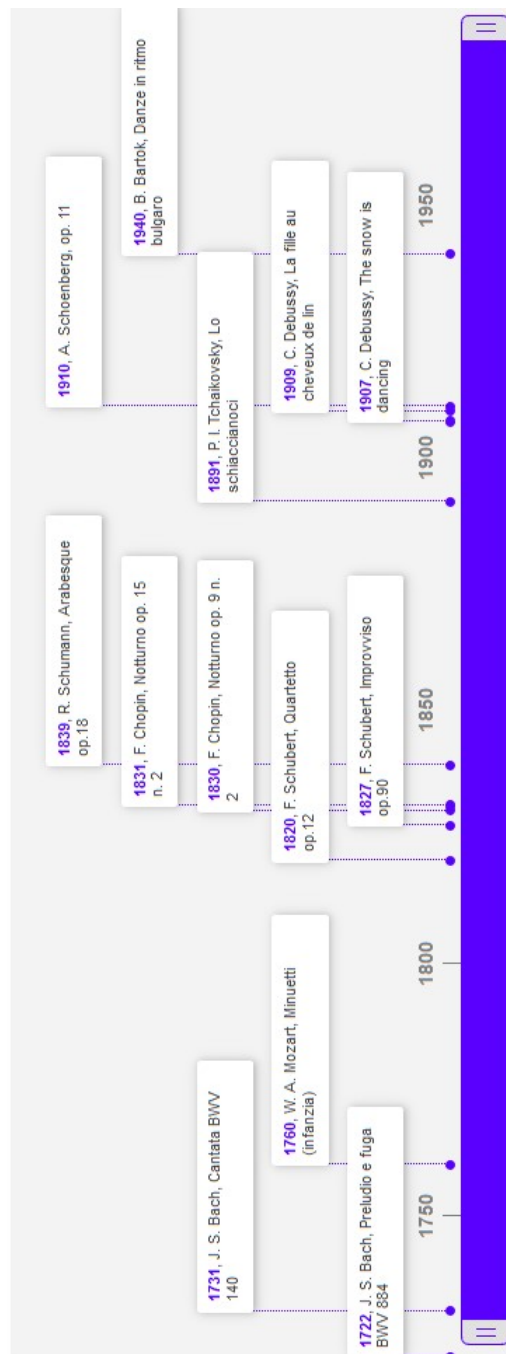 1722, J. S. Bach, Preludio e fuga
BWV 884
1731, J. S. Bach, Cantata BWV
140
1760, W. A. Mozart, Minuetti
(infanzia)
1820, F. Schubert, Quartetto
op.12
1827, F. Schubert, Improvviso
op.90
1830, F. Chopin, Notturno op. 9 n.
2
1831, F. Chopin, Notturno op. 15
n. 2
1839, R. Schumann, Arabesque
op.18
1891, P. I. Tchaikovsky, Lo
schiaccianoci
1907, C. Debussy, The snow is
dancing
1909, C. Debussy, La fille au
cheveux de lin
1910, A. Schoenberg, op. 11
1940, B. Bartok, Danze in ritmo
bulgaro
1750
1800
1850
1900
1950